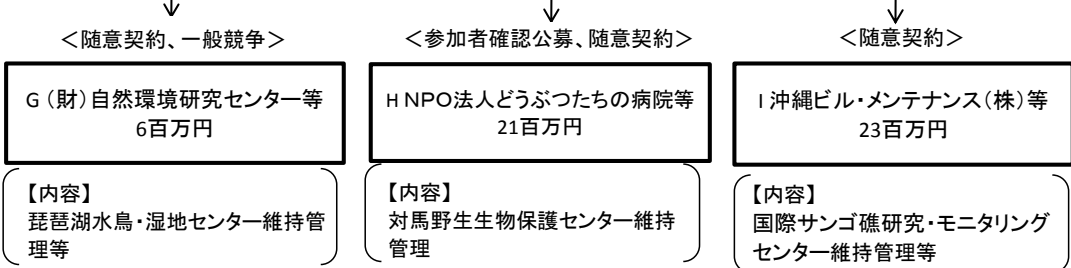 <随意契約、一般競争>
G (財)自然環境研究センター等
6百万円
【内容】
琵琶湖水鳥・湿地センター維持管
理等
<参加者確認公募、随意契約>
H NPO法人どうぶつたちの病院等
21百万円
【内容】
対馬野生生物保護センター維持
管理
<随意契約>
I 沖縄ビル・メンテナンス(株)等
23百万円
【内容】
国際サンゴ礁研究・モニタリング
センター維持管理等